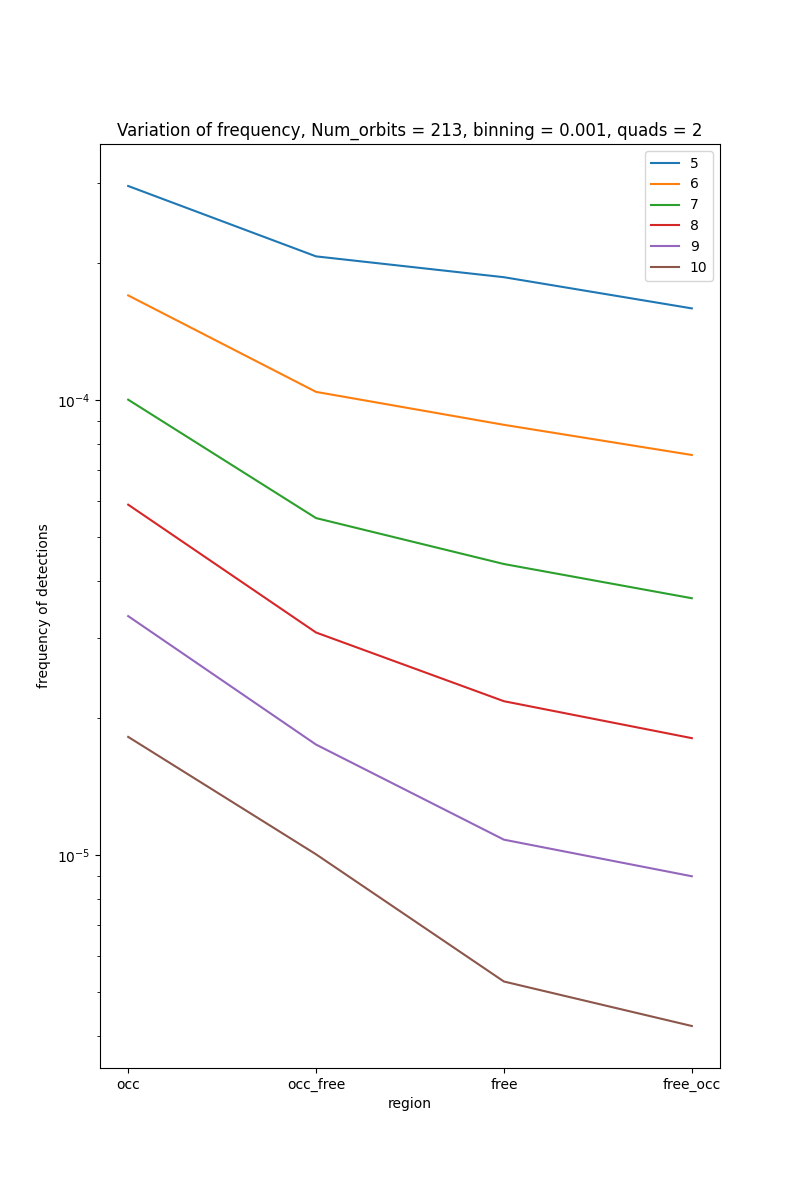 Variation of frequency, Num_orbits = 213, binning = 0.001, quads = 2
5
6
7
8
9
10
10⁻⁴
10⁻⁵
frequency of detections
occ
occ_free
free
free_occ
region